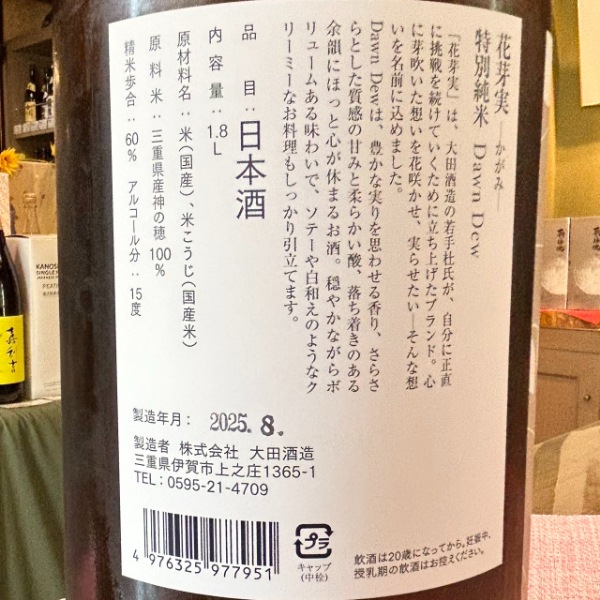 花芽実 ―かがみ―
特別純米 Dawn Dew
『花芽実』は、大田酒造の若手杜氏が、自分に正直
に挑戦を続けていくために立ち上げたブランド。心
に芽吹いた想いを花咲かせ、実らせたい―そんな想
いを名前に込めました。
Dawn Dewは、豊かな実りを思わせる香り、さらさ
らとした質感の甘みと柔らかい酸、落ち着きのある
余韻にほっと心が休まるお酒。穏やかながらボ
リュームある味わいで、ソテーや白和えのようなク
リーミーなお料理もしっかり引立てます。
品目:日本酒
内容量:1.8L
原材料名:米(国産)、米こうじ(国産米)
原料米:三重県産神の穂100%
精米歩合:60% アルコール分:15度
製造年月: 2025.8.
製造者 株式会社 大田酒造
三重県伊賀市上之庄1365-1
TEL:0595-21-4709
4 976325 977951
プラ
キャップ
(中栓)
飲酒は20歳になってから。妊娠中、
授乳期の飲酒はお控えください。
KANOS
SINGLE